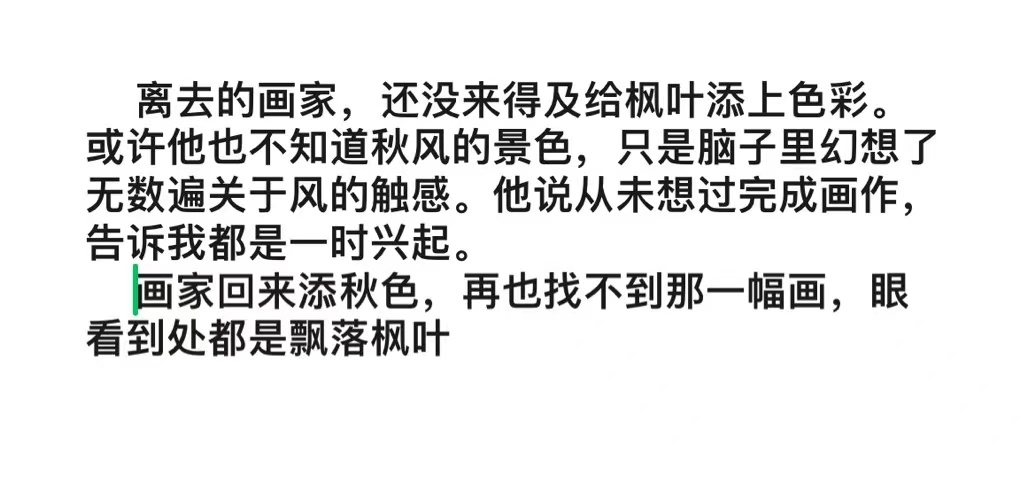 离去的画家，还没来得及给枫叶添上色彩。
或许他也不知道秋风的景色，只是脑子里幻想了
无数遍关于风的触感。他说从未想过完成画作，
告诉我都是一时兴起。
画家回来添秋色，再也找不到那一幅画，眼
看到处都是飘落枫叶